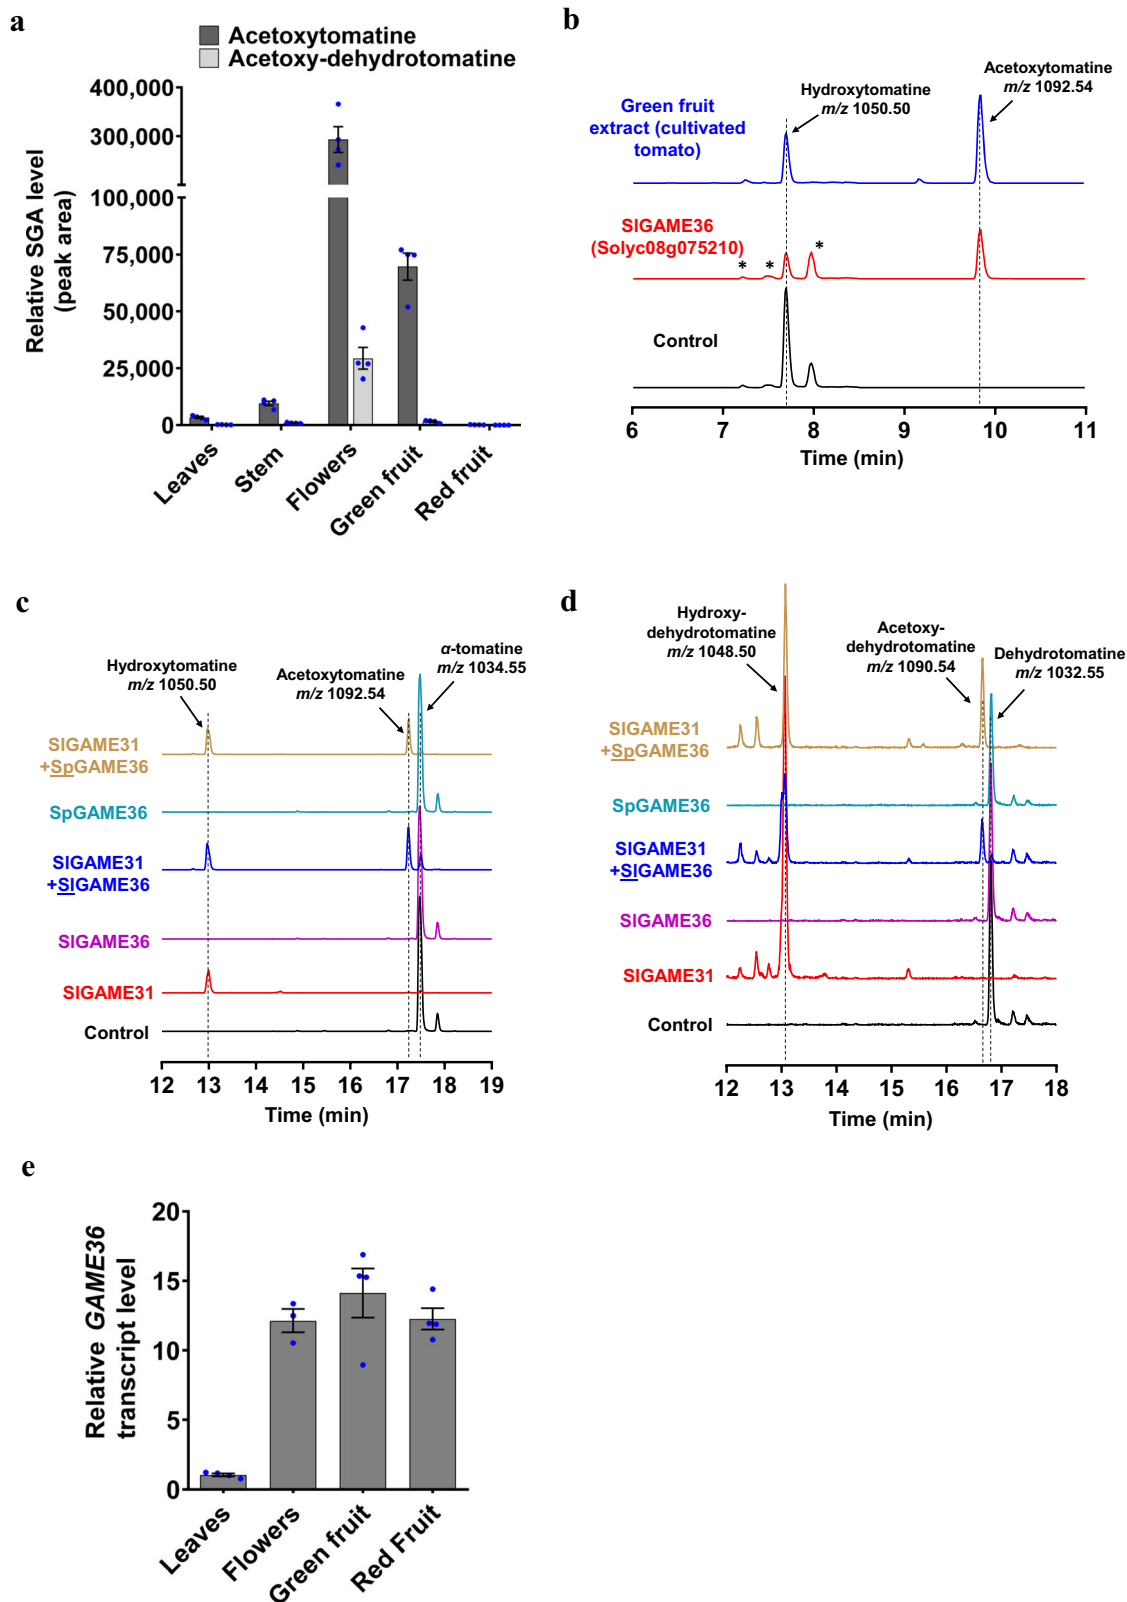 a
Acetoxytomatine
Acetoxy-dehydrotomatine
Relative SGA level
(peak area)
400,000
300,000
100,000
75,000
50,000
25,000
0
Leaves
Stem
Flowers
Green fruit
Red fruit
b
Green fruit
extract (cultivated
tomato)
Hydroxytomatine
m/z 1050.50
Acetoxytomatine
m/z 1092.54
SlGAME36
(Solyc08g075210)
* * *
Control
6 7 8 9 10 11
Time (min)
c
Hydroxytomatine
m/z 1050.50
Acetoxytomatine
m/z 1092.54
α-tomatine
m/z 1034.55
SlGAME31
+SpGAME36
SpGAME36
SlGAME31
+SlGAME36
SlGAME36
SlGAME31
Control
12 13 14 15 16 17 18 19
Time (min)
d
Hydroxy-
dehydrotomatine
m/z 1048.50
Acetoxy-
dehydrotomatine
m/z 1090.54
Dehydrotomatine
m/z 1032.55
SlGAME31
+SpGAME36
SpGAME36
SlGAME31
+SlGAME36
SlGAME36
SlGAME31
Control
12 13 14 15 16 17 18
Time (min)
e
Relative GAME36
transcript level
20
15
10
5
0
Leaves
Flowers
Green fruit
Red Fruit